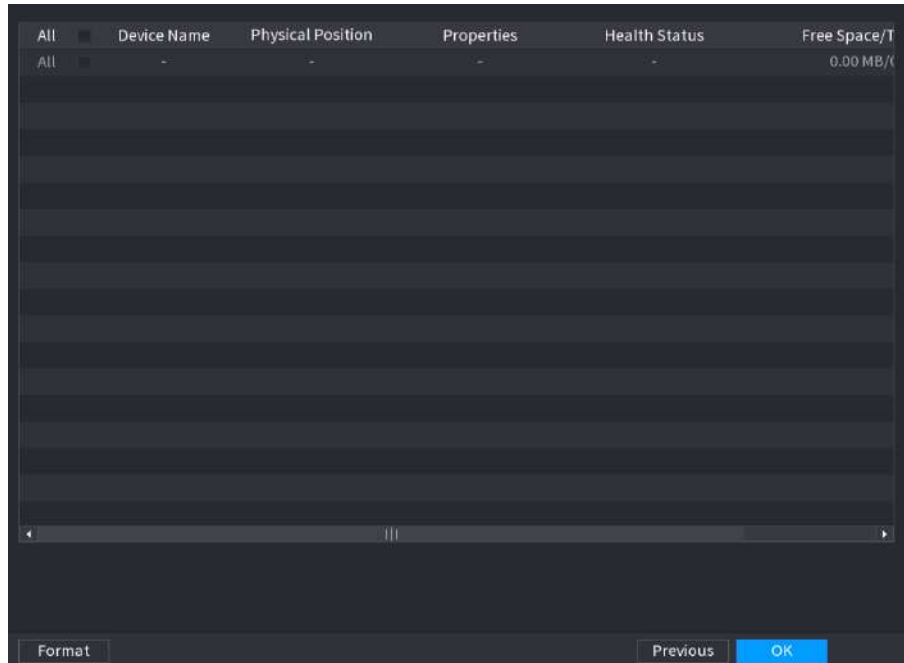 All Device Name Physical Position Properties Health Status Free Space/T
All - - - - 0.00 MB/
Format Previous OK